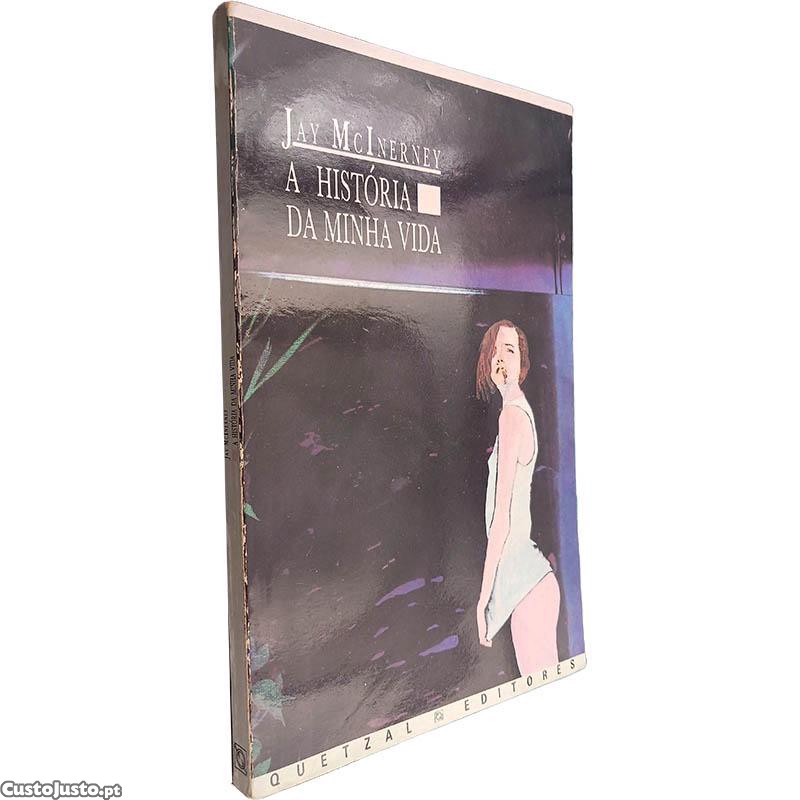 JAY MCINERNEY
A HISTÓRIA
DA MINHA VIDA
JAY MCINERNEY
A HISTÓRIA DA MINHA VIDA
QUETZAL EDITORES
CustoJusto.pt